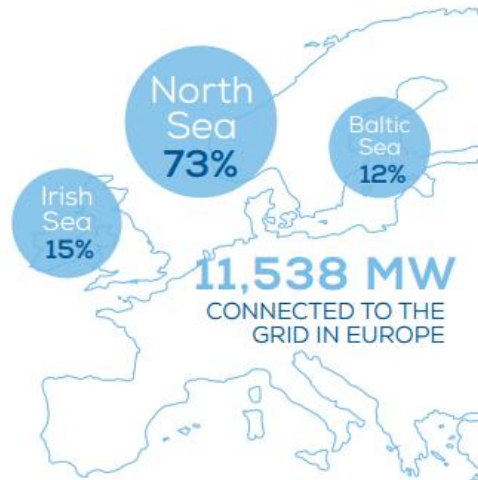 North
Sea
73%
Baltic
Sea
12%
Irish
Sea
15%
11,538 MW
CONNECTED TO THE
GRID IN EUROPE